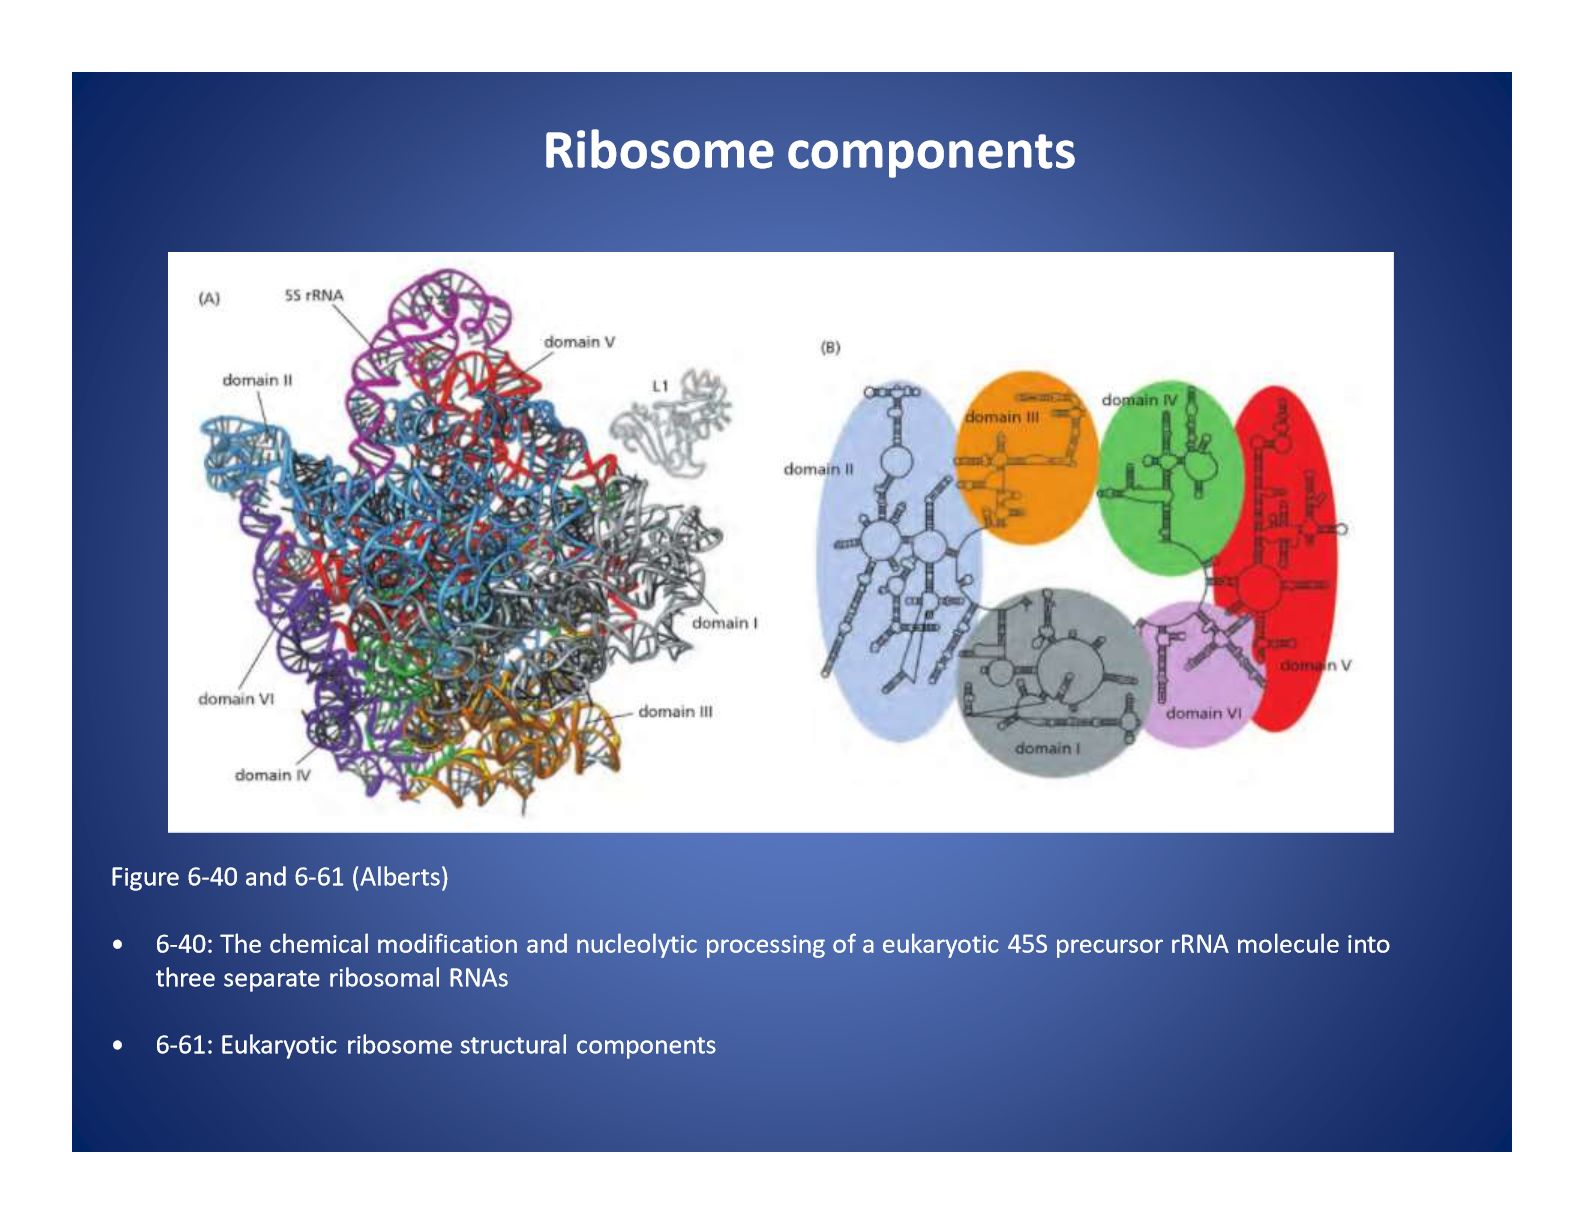 Ribosome components
(A)
5S rRNA
domain V
domain II
L1
domain I
domain VI
domain III
domain IV
(B)
domain IV
domain III
domain II
domain V
domain VI
domain I
Figure 6-40 and 6-61 (Alberts)
• 6-40: The chemical modification and nucleolytic processing of a eukaryotic 45S precursor rRNA molecule into
three separate ribosomal RNAs
• 6-61: Eukaryotic ribosome structural components